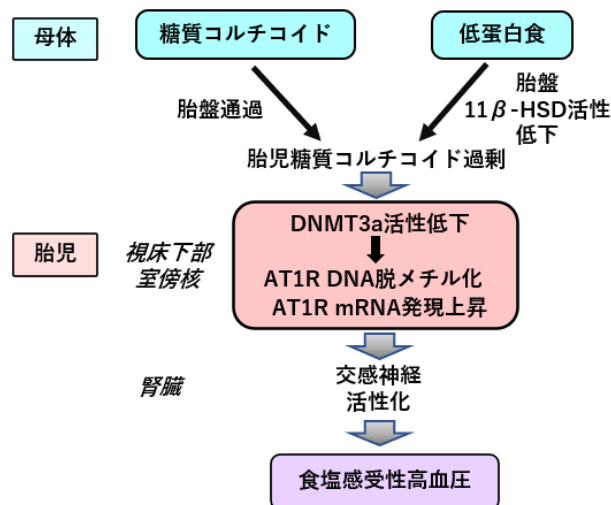 母体
糖質コルチコイド
低蛋白食
胎盤通過
胎盤
11β-HSD活性
低下
胎児糖質コルチコイド過剰
胎児
視床下部
室傍核
DNMT3a活性低下
AT1R DNA脱メチル化
AT1R mRNA発現上昇
腎臓
交感神経
活性化
食塩感受性高血圧